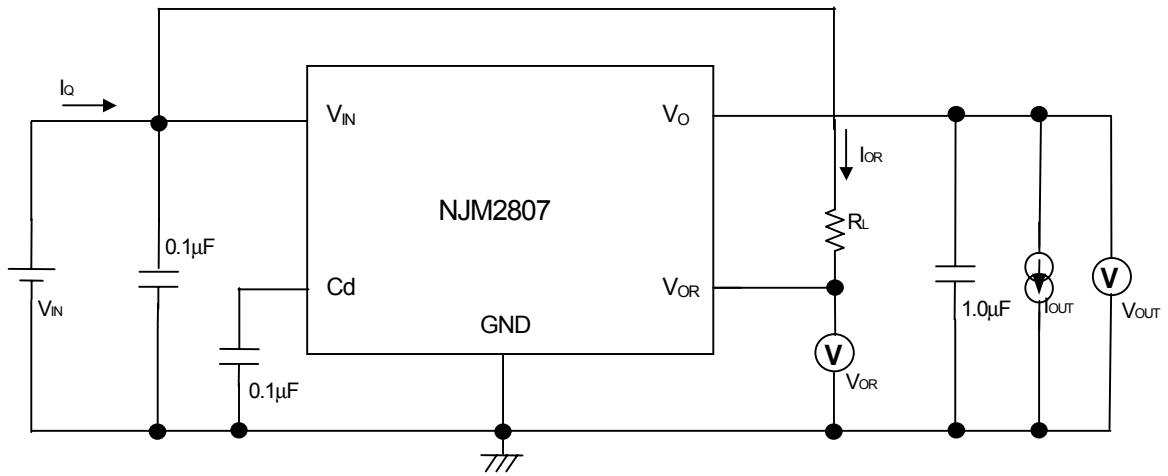 IQ
VIN
VO
IOR
NJM2807
RL
0.1μF
Cd
VOR
VIN
1.0μF
IOUT
V
VOUT
GND
V
VOR
0.1μF